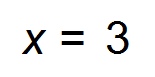 x = 3